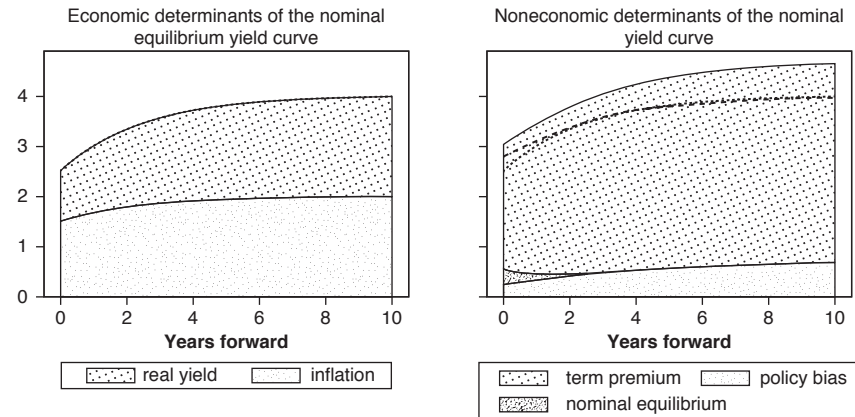 Economic determinants of the nominal
equilibrium yield curve
4
3
2
1
0
0 2 4 6 8 10
Years forward
real yield inflation
Noneconomic determinants of the nominal
yield curve
0 2 4 6 8 10
Years forward
term premium policy bias
nominal equilibrium